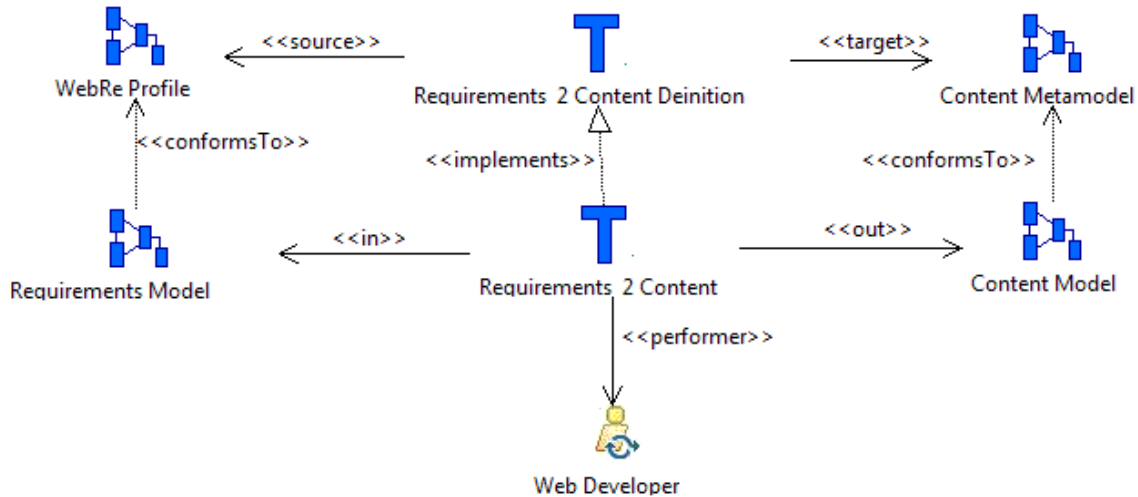 <<source>>
<<target>>
WebRe Profile
Requirements 2 Content Deinition
Content Metamodel
<<conformsTo>>
<<implements>>
<<conformsTo>>
<<in>>
<<out>>
Requirements Model
Requirements 2 Content
Content Model
<<performer>>
Web Developer